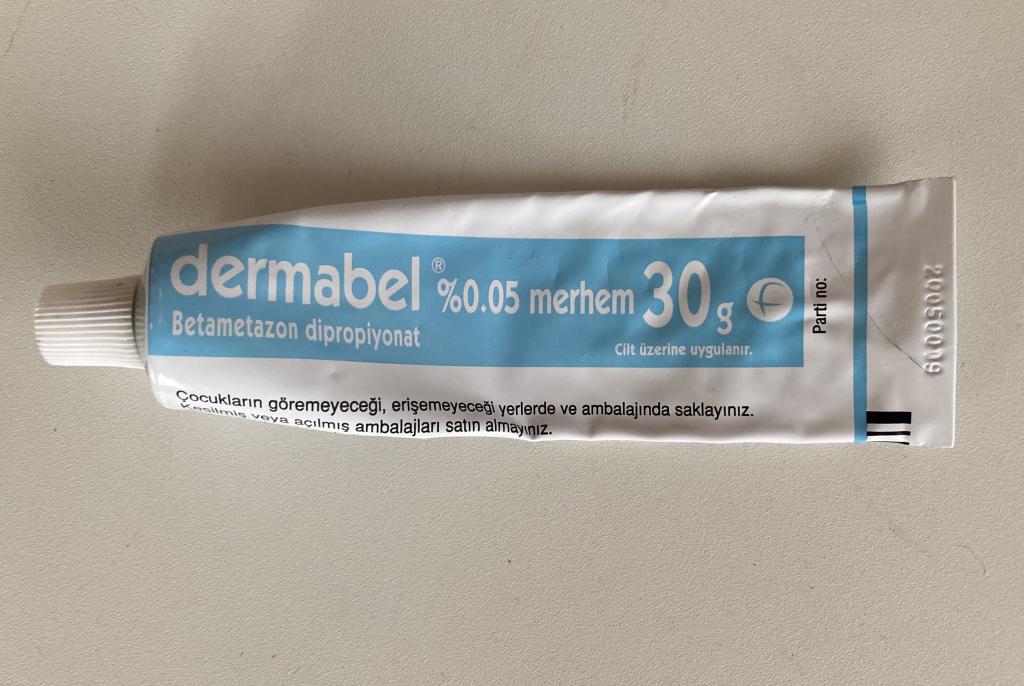 dermabel®
%0.05 merhem 30 g
Betametazon dipropiyonat
Cilt üzerine uygulanır.
Parti no:
20050019
Çocukların göremeyeceği, erişemeyeceği yerlerde ve ambalajında saklayınız.
Kesilmiş veya açılmış ambalajları satın almayınız.